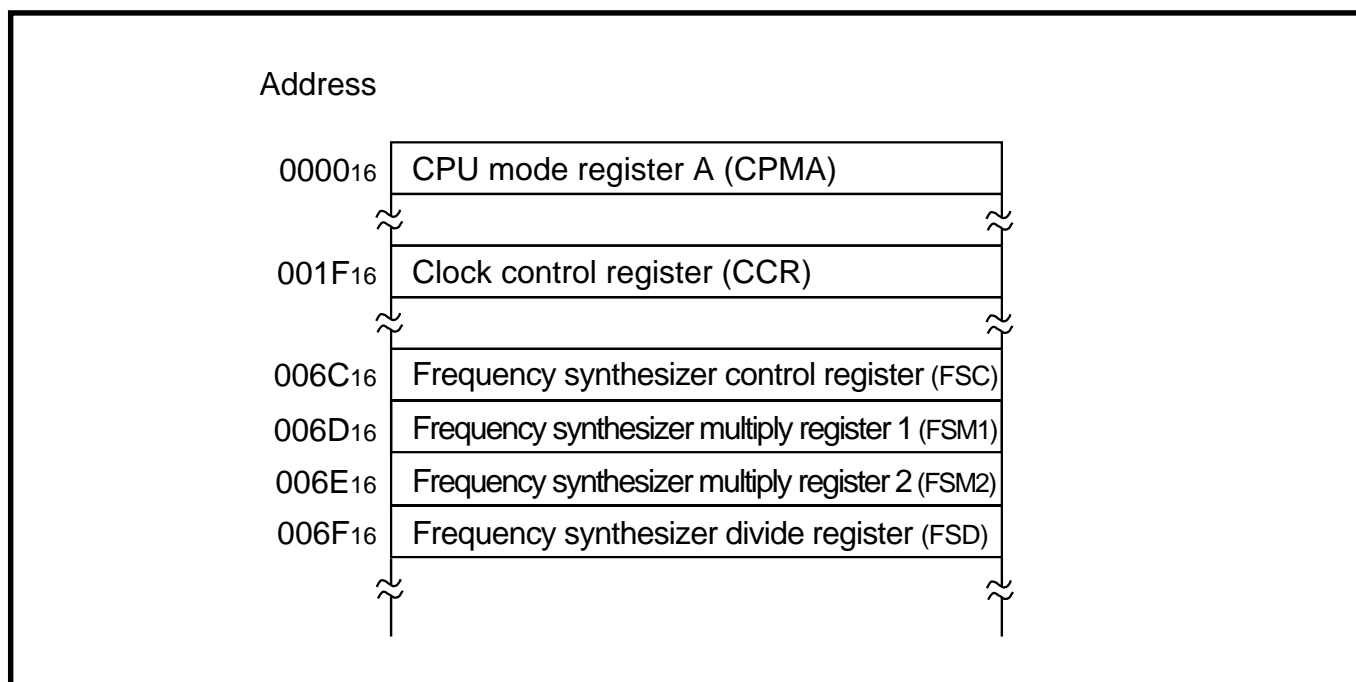 Address
0000₁₆ CPU mode register A (CPMA)
001F₁₆ Clock control register (CCR)
006C₁₆ Frequency synthesizer control register (FSC)
006D₁₆ Frequency synthesizer multiply register 1 (FSM1)
006E₁₆ Frequency synthesizer multiply register 2 (FSM2)
006F₁₆ Frequency synthesizer divide register (FSD)